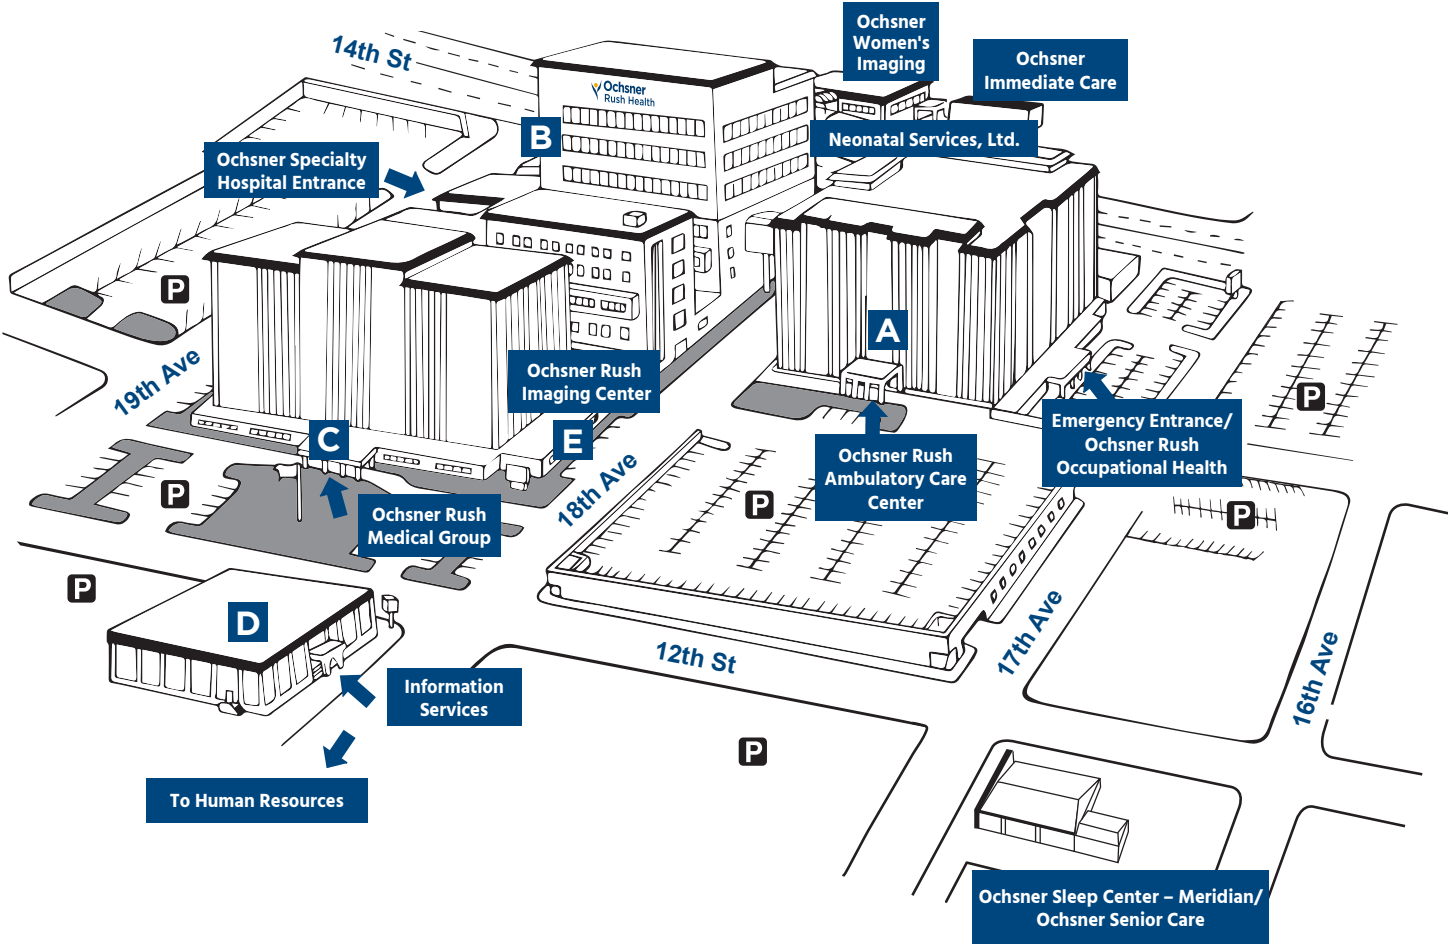 Ochsner
Women's
Imaging
Ochsner
Immediate Care
14th St
Ochsner
Rush Health
B
Neonatal Services, Ltd.
Ochsner Specialty
Hospital Entrance
P
A
19th Ave
Ochsner Rush
Imaging Center
P
C
E
Emergency Entrance/
Ochsner Rush
Occupational Health
Ochsner Rush
Ambulatory Care
Center
18th Ave
P
P
P
Ochsner Rush
Medical Group
P
D
12th St
17th Ave
16th Ave
Information
Services
P
To Human Resources
Ochsner Sleep Center – Meridian/
Ochsner Senior Care